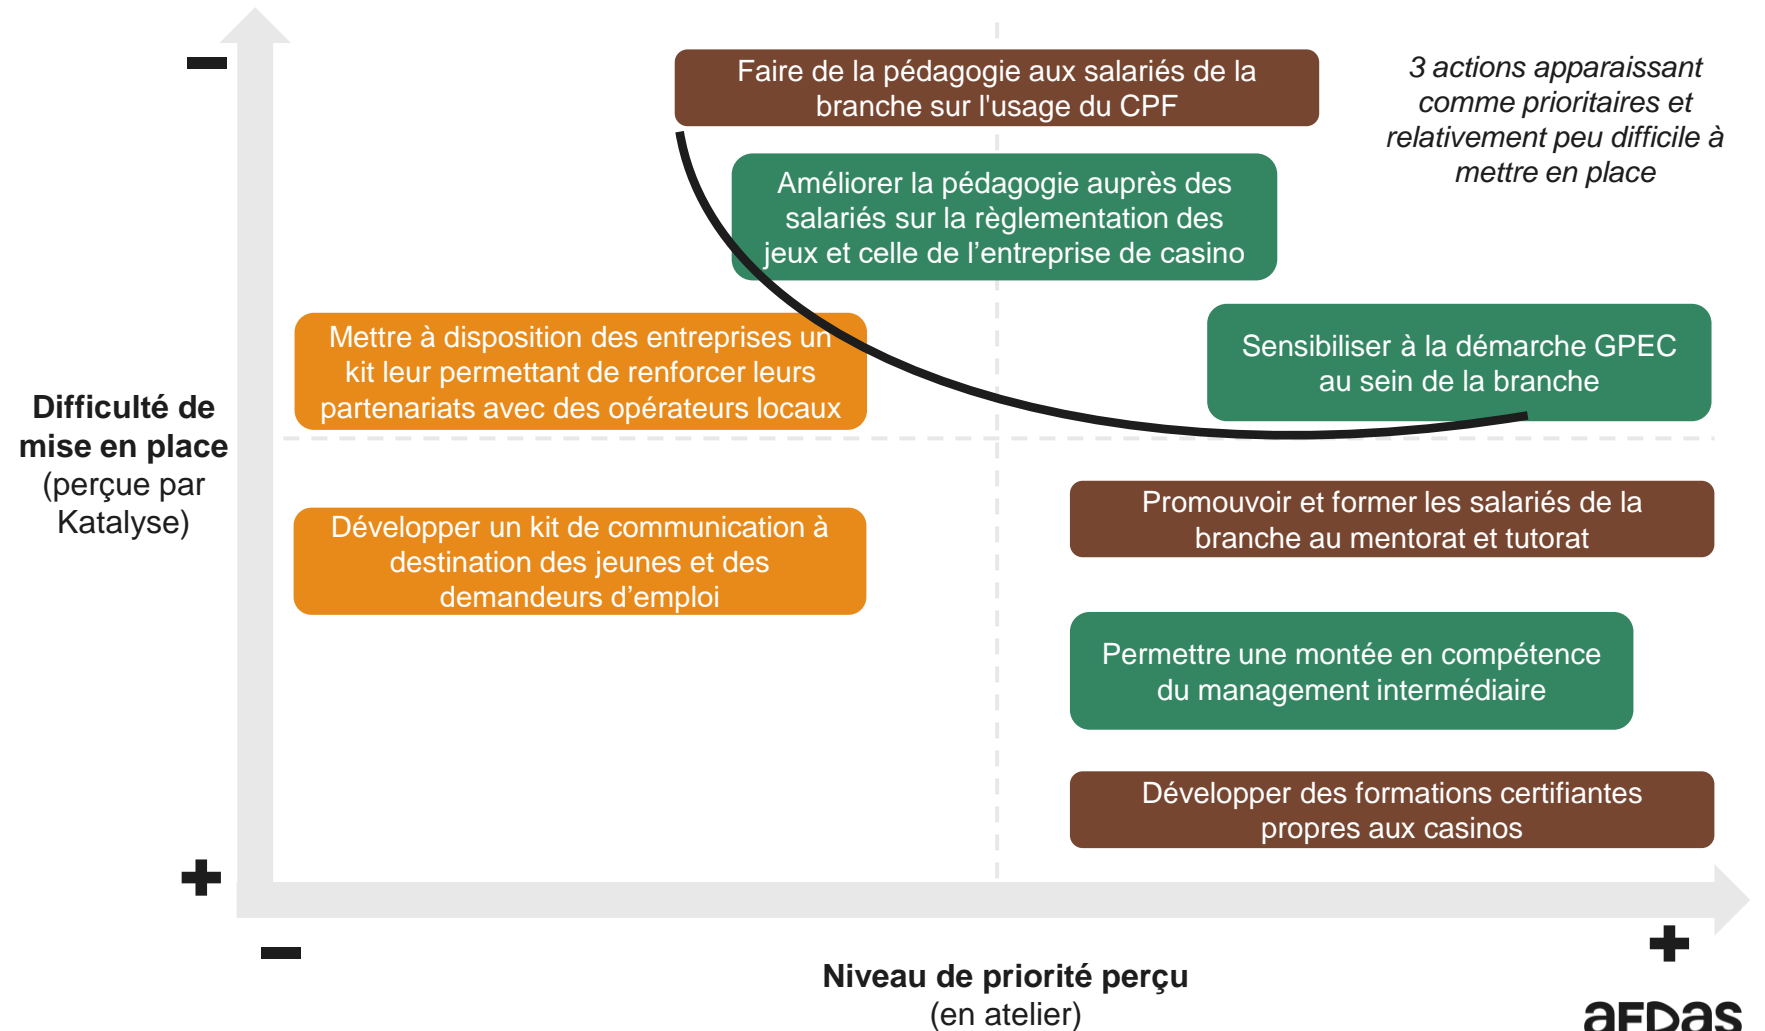 Faire de la pédagogie aux salariés de la
branche sur l'usage du CPF
3 actions apparaissant
comme prioritaires et
relativement peu difficile à
mettre en place
Améliorer la pédagogie auprès des
salariés sur la règlementation des
jeux et celle de l’entreprise de casino
Mettre à disposition des entreprises un
kit leur permettant de renforcer leurs
partenariats avec des opérateurs locaux
Sensibiliser à la démarche GPEC
au sein de la branche
Difficulté de
mise en place
(perçue par
Katalyse)
Développer un kit de communication à
destination des jeunes et des
demandeurs d’emploi
Promouvoir et former les salariés de la
branche au mentorat et tutorat
Permettre une montée en compétence
du management intermédiaire
Développer des formations certifiantes
propres aux casinos
Niveau de priorité perçu
(en atelier)
aFDas